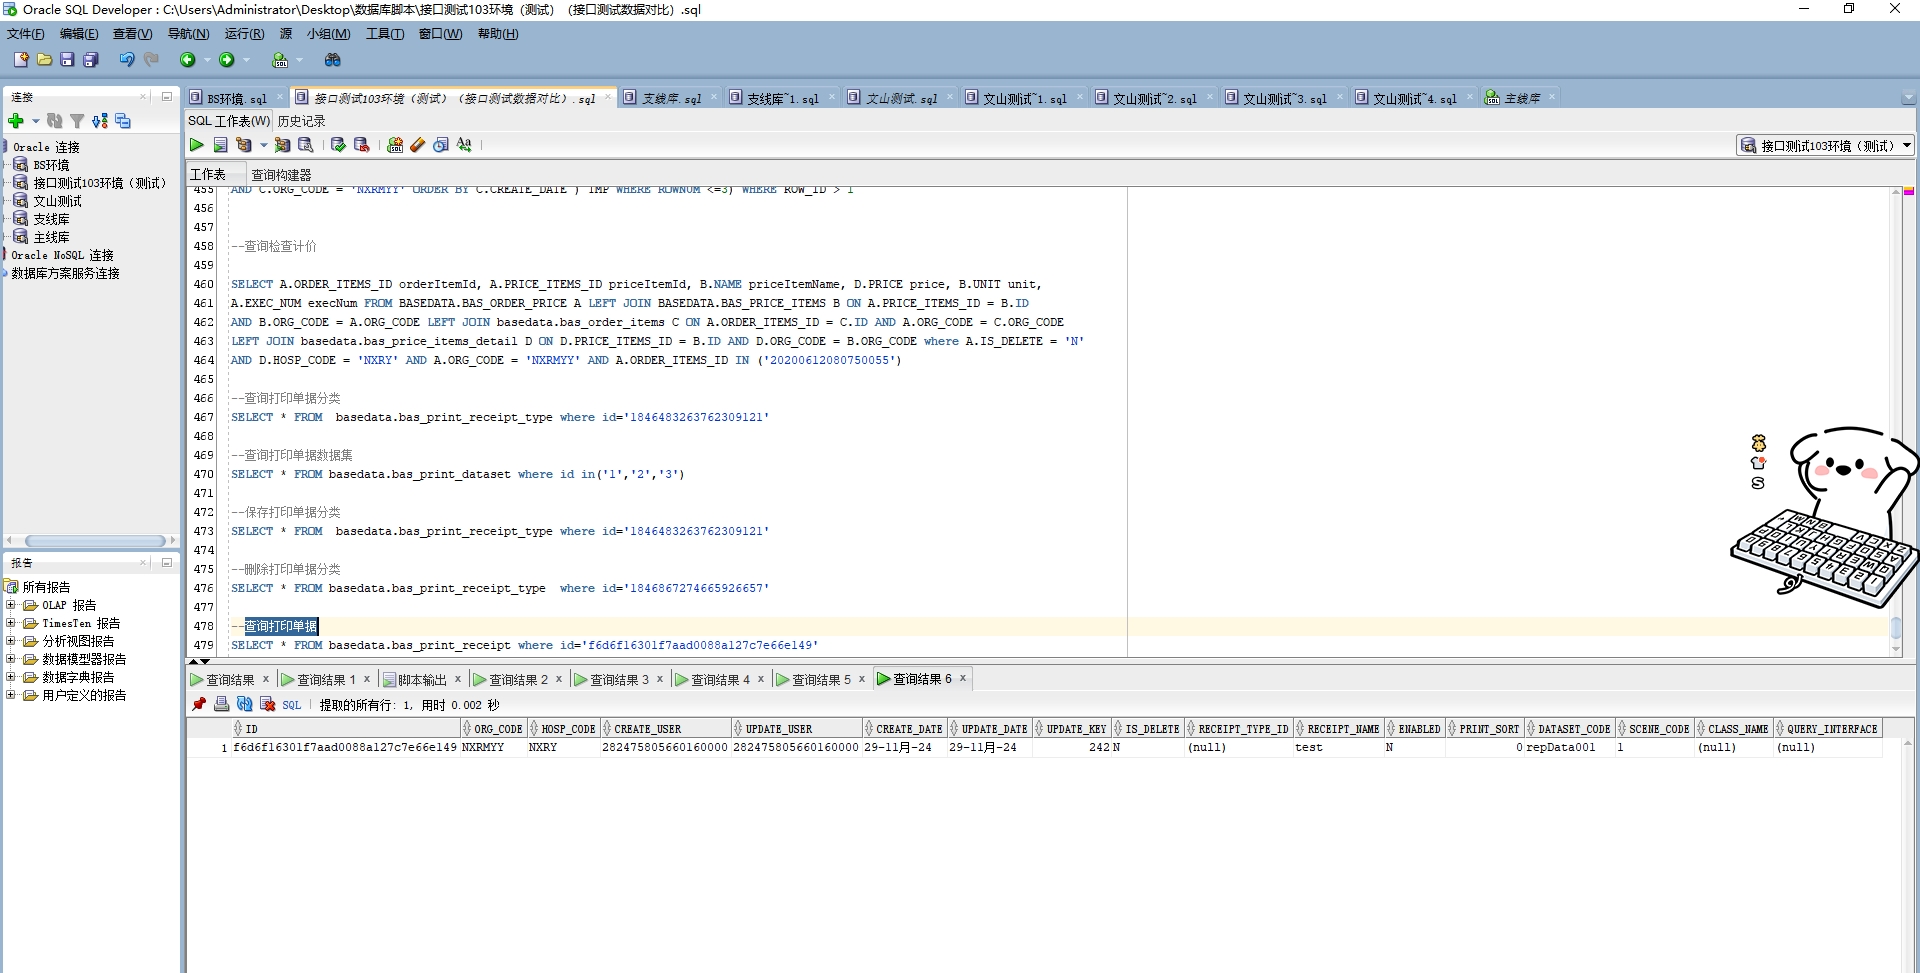 Oracle SQL Developer : C:\Users\Administrator\Desktop\数据库脚本\接口测试103环境（测试）（接口测试数据对比）.sql
文件(F) 编辑(E) 查看(V) 导航(N) 运行(R) 源 小组(M) 工具(T) 窗口(W) 帮助(H)
连接
BS环境.sql 接口测试103环境（测试）（接口测试数据对比）.sql 支线库.sql 支线库~1.sql 文山测试.sql 文山测试~1.sql 文山测试~2.sql 文山测试~3.sql 文山测试~4.sql 主线库
SQL 工作表(W) 历史记录
接口测试103环境（测试）
Oracle 连接
BS环境
接口测试103环境（测试）
文山测试
支线库
主线库
Oracle NoSQL 连接
数据库方案服务连接
工作表 查询构建器
455 AND C.ORG_CODE = 'NXRMYY' ORDER BY C.CREATE_DATE ) TMP WHERE ROWNUM <=3) WHERE ROW_ID > 1
456
457
458 --查询检查计价
459
460 SELECT A.ORDER_ITEMS_ID orderItemId, A.PRICE_ITEMS_ID priceItemId, B.NAME priceItemName, D.PRICE price, B.UNIT unit,
461 A.EXEC_NUM execNum FROM BASEDATA.BAS_ORDER_PRICE A LEFT JOIN BASEDATA.BAS_PRICE_ITEMS B ON A.PRICE_ITEMS_ID = B.ID
462 AND B.ORG_CODE = A.ORG_CODE LEFT JOIN basedata.bas_order_items C ON A.ORDER_ITEMS_ID = C.ID AND A.ORG_CODE = C.ORG_CODE
463 LEFT JOIN basedata.bas_price_items_detail D ON D.PRICE_ITEMS_ID = B.ID AND D.ORG_CODE = B.ORG_CODE where A.IS_DELETE = 'N'
464 AND D.HOSP_CODE = 'NXRY' AND A.ORG_CODE = 'NXRMYY' AND A.ORDER_ITEMS_ID IN ('20200612080750055')
465
466 --查询打印单据分类
467 SELECT * FROM  basedata.bas_print_receipt_type where id='1846483263762309121'
468
469 --查询打印单据数据集
470 SELECT * FROM basedata.bas_print_dataset where id in('1','2','3')
471
472 --保存打印单据分类
473 SELECT * FROM  basedata.bas_print_receipt_type where id='1846483263762309121'
474
475 --删除打印单据分类
476 SELECT * FROM basedata.bas_print_receipt_type  where id='1846867274665926657'
477
478 --查询打印单据
479 SELECT * FROM basedata.bas_print_receipt where id='f6d6f16301f7aad0088a127c7e66e149'
报告
所有报告
OLAP 报告
TimesTen 报告
分析视图报告
数据模型器报告
数据字典报告
用户定义的报告
查询结果 查询结果 1 脚本输出 查询结果 2 查询结果 3 查询结果 4 查询结果 5 查询结果 6
SQL 提取的所有行: 1, 用时 0.002 秒
ID ORG_CODE HOSP_CODE CREATE_USER UPDATE_USER CREATE_DATE UPDATE_DATE UPDATE_KEY IS_DELETE RECEIPT_TYPE_ID RECEIPT_NAME ENABLED PRINT_SORT DATASET_CODE SCENE_CODE CLASS_NAME QUERY_INTERFACE
1 f6d6f16301f7aad0088a127c7e66e149 NXRMYY NXRY 282475805660160000 282475805660160000 29-11月-24 29-11月-24 242 N (null) test N 0 repData001 1 (null) (null)